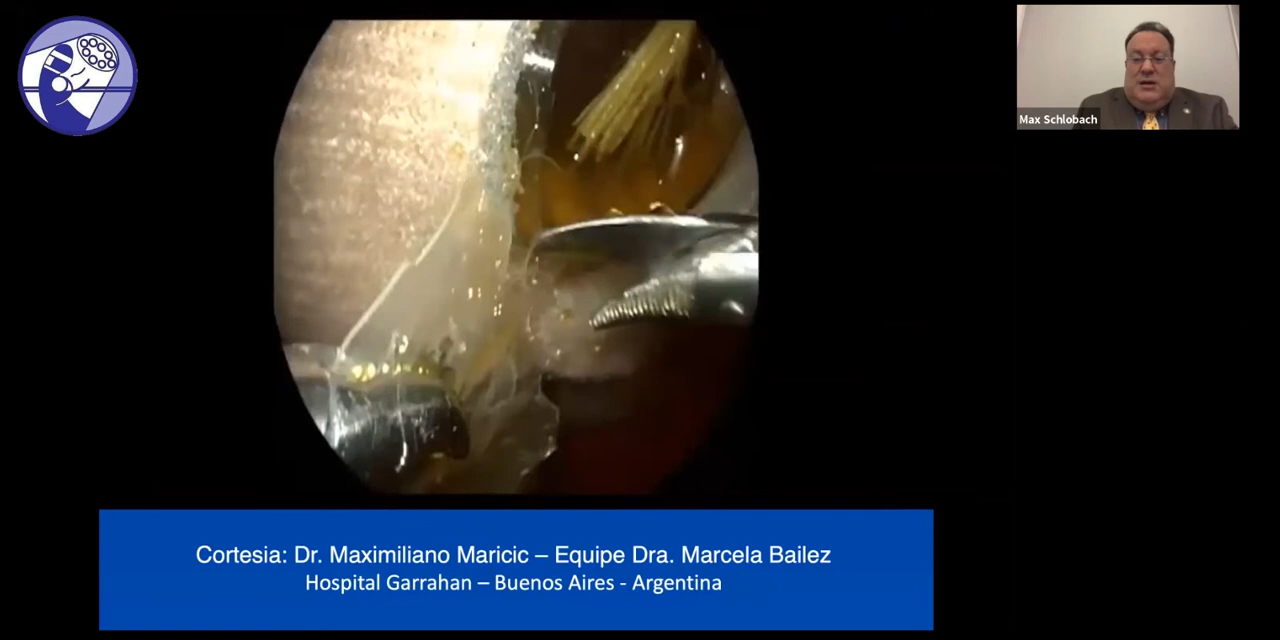 Max Schlobach
Cortesia: Dr. Maximiliano Maricic – Equipe Dra. Marcela Bailez
Hospital Garrahan – Buenos Aires - Argentina